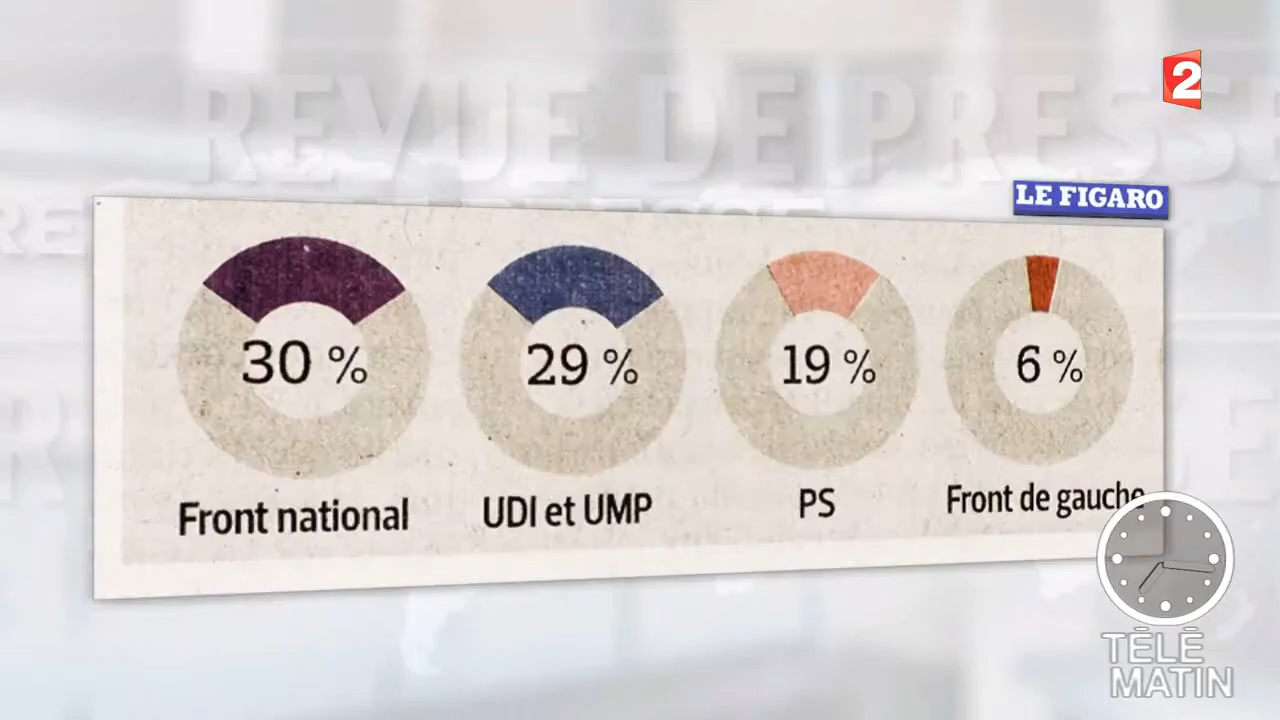 REVUE DE PRESSE
2
LE FIGARO
30 %
29 %
19 %
6 %
Front national
UDI et UMP
PS
Front de gauche
TÉLÉ
MATIN